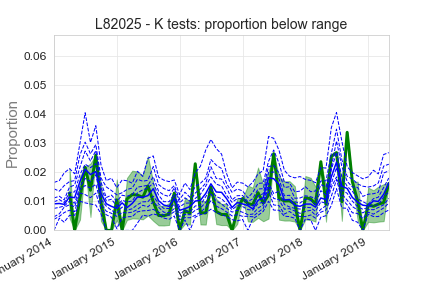 L82025 - K tests: proportion below range
Proportion
0.06
0.05
0.04
0.03
0.02
0.01
0.00
January 2015
January 2016
January 2017
January 2018
January 2019